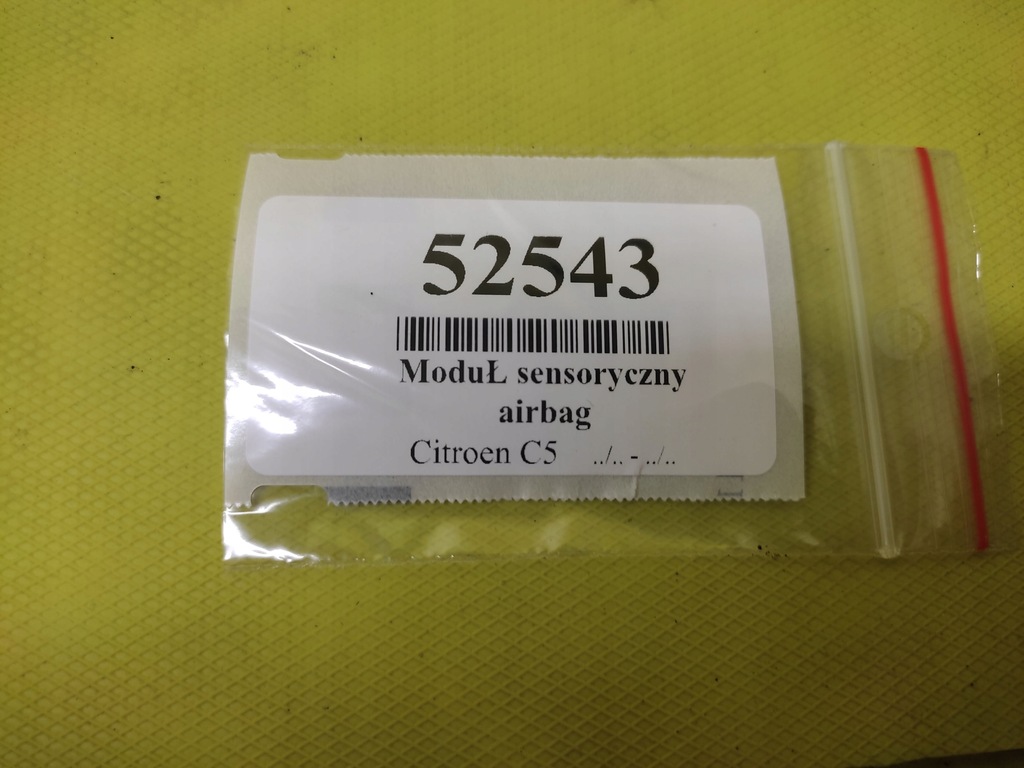 52543
ModuŁ sensoryczny
airbag
Citroen C5 ../.. - ../..